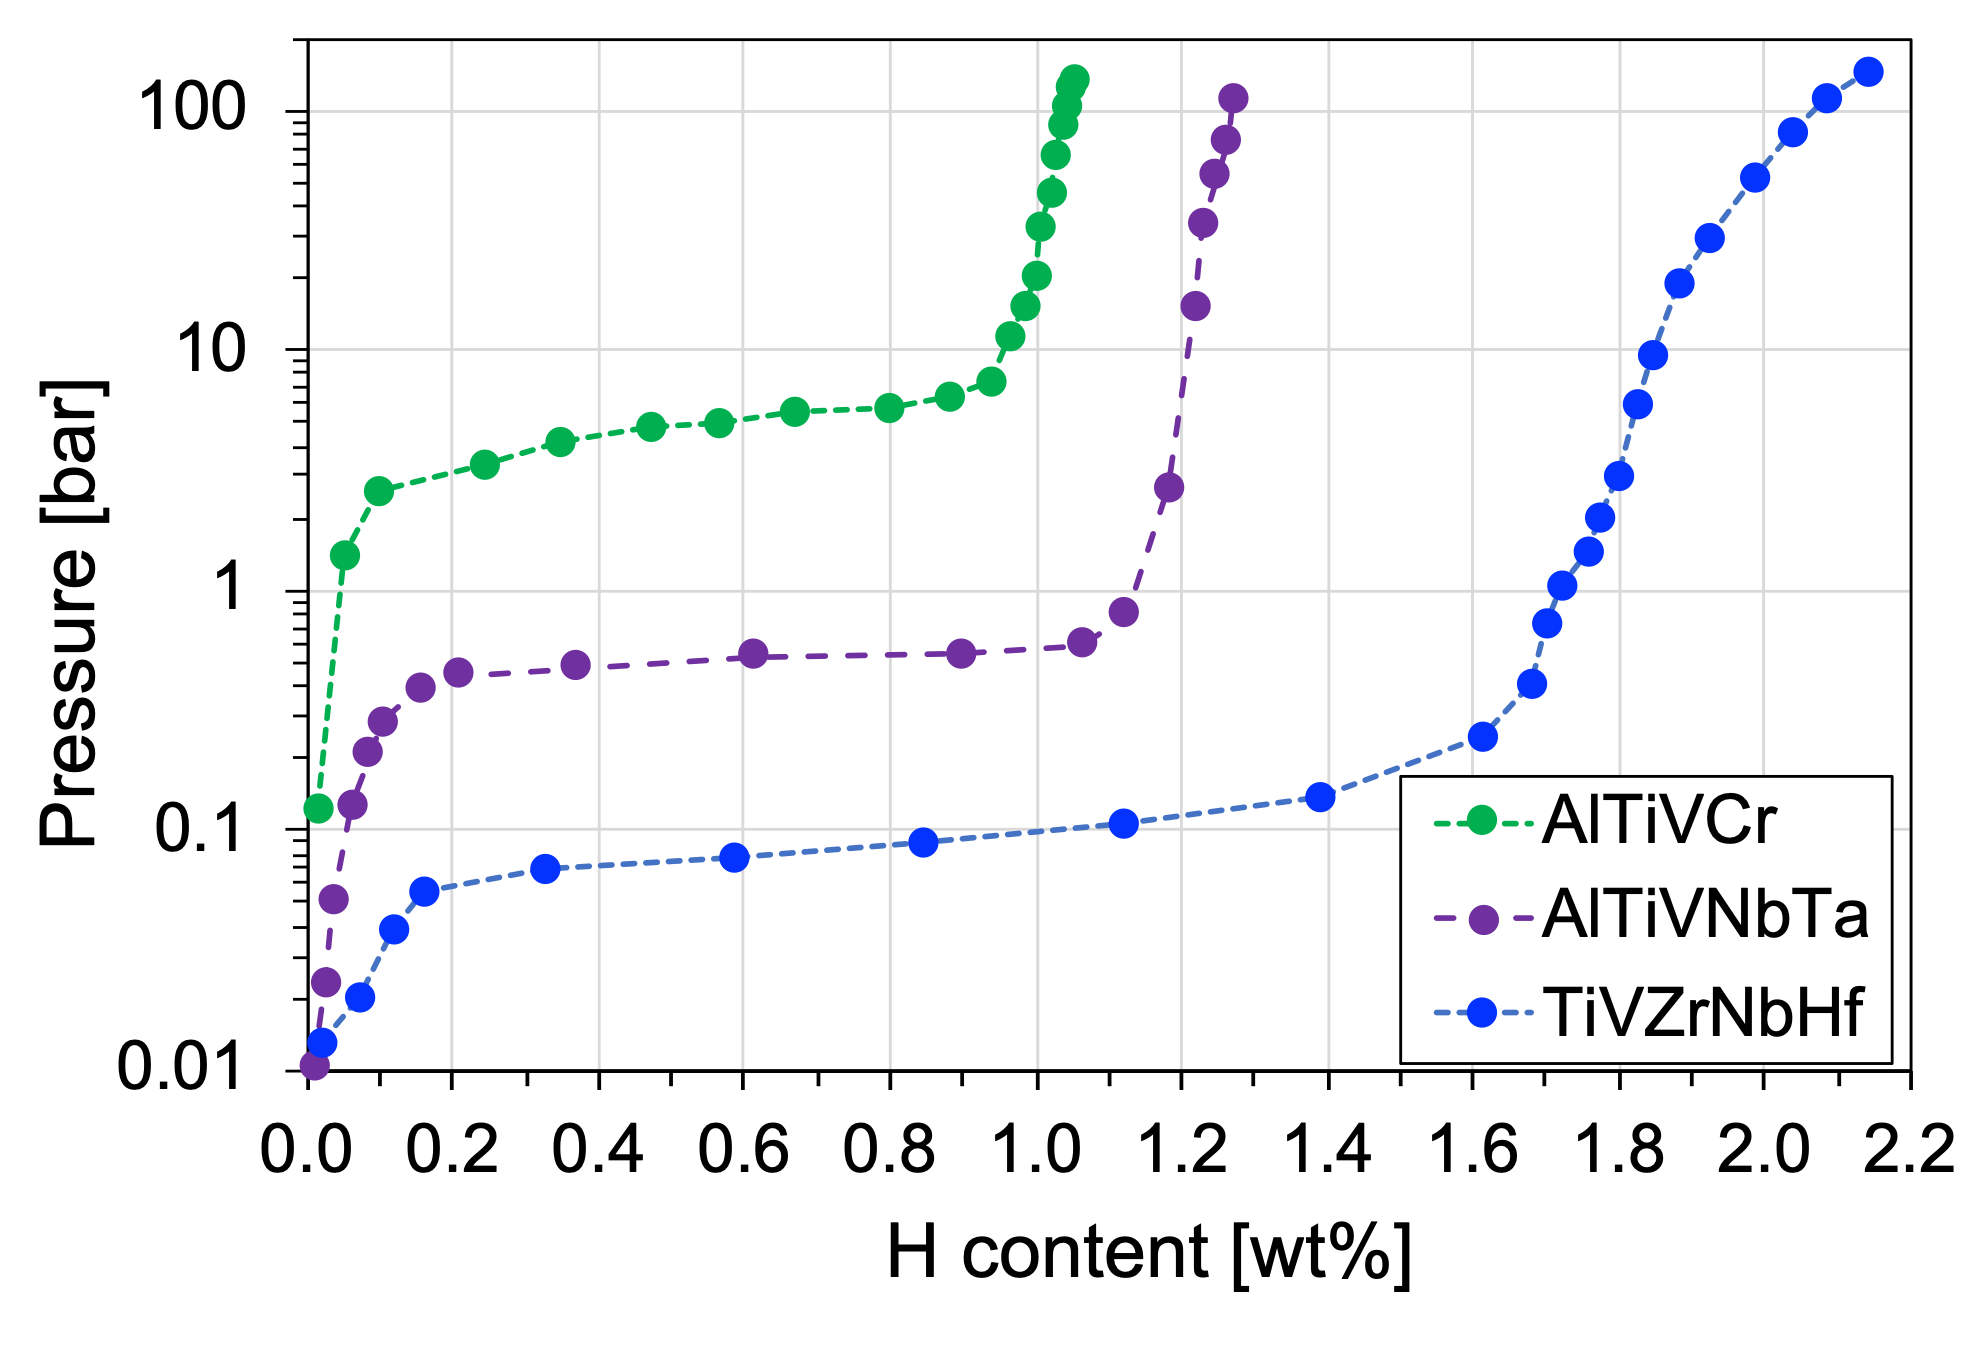 Pressure [bar]
100
10
1
0.1
0.01
0.0 0.2 0.4 0.6 0.8 1.0 1.2 1.4 1.6 1.8 2.0 2.2
H content [wt%]
AlTiVCr
AlTiVNbTa
TiVZrNbHf